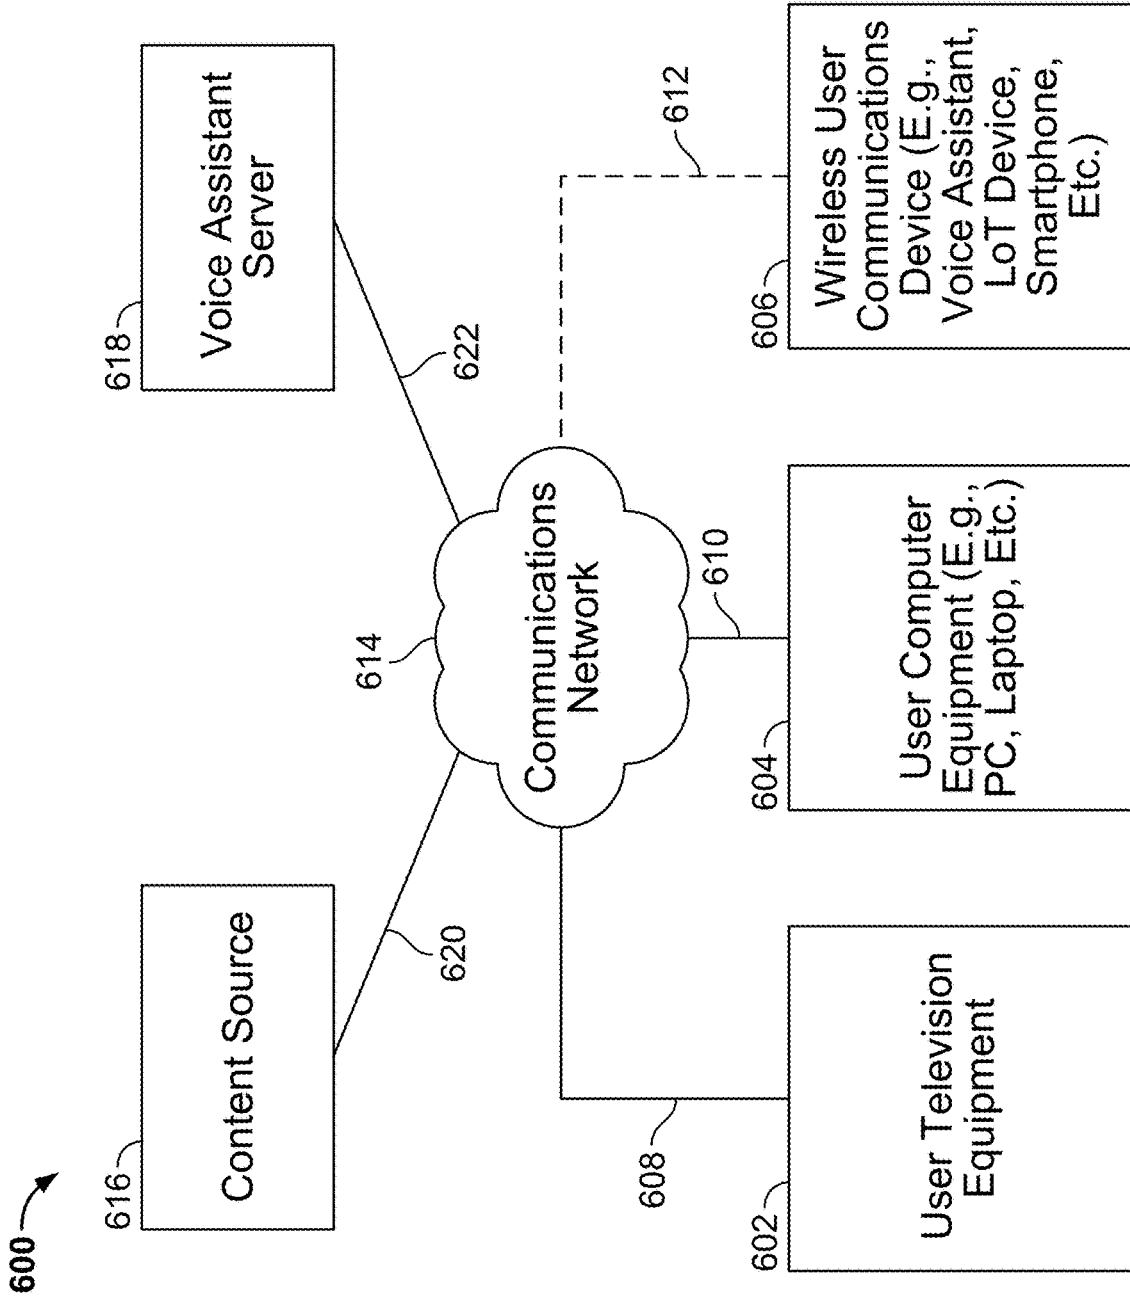 600
616
Content Source
618
Voice Assistant
Server
620
622
614
Communications
Network
608
610
612
602
User Television
Equipment
604
User Computer
Equipment (E.g.,
PC, Laptop, Etc.)
606
Wireless User
Communications
Device (E.g.,
Voice Assistant,
LoT Device,
Smartphone,
Etc.)